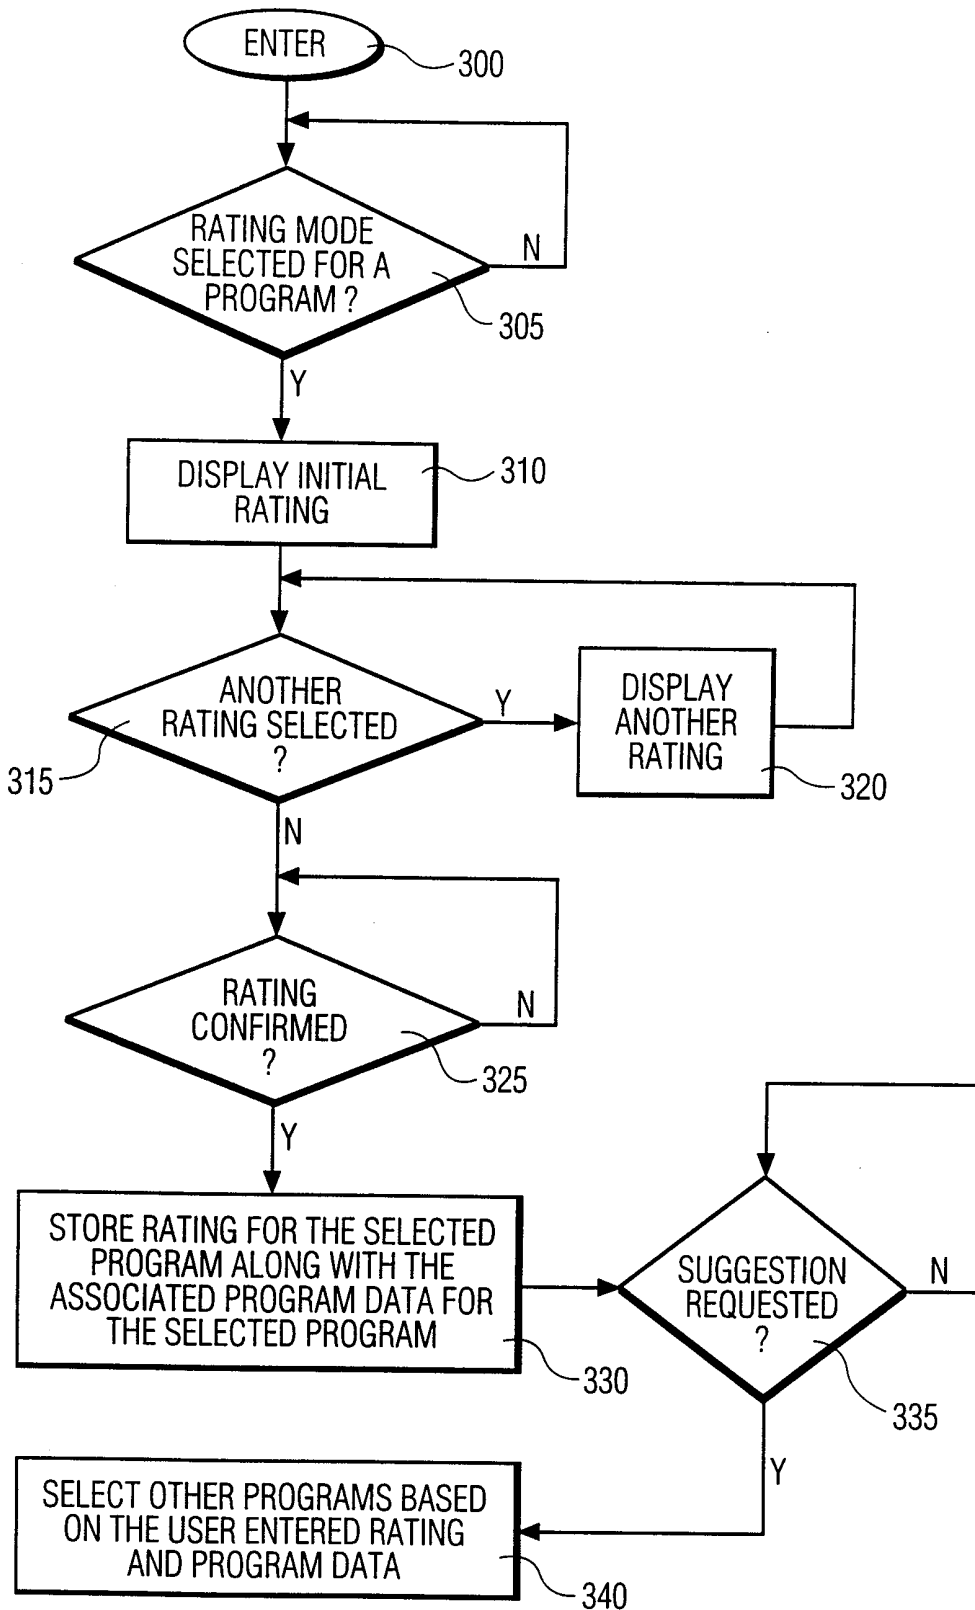 ENTER
300
RATING MODE
SELECTED FOR A
PROGRAM ?
N
305
Y
DISPLAY INITIAL
RATING
310
ANOTHER
RATING SELECTED
?
315
Y
DISPLAY
ANOTHER
RATING
320
N
RATING
CONFIRMED
?
N
325
Y
STORE RATING FOR THE SELECTED
PROGRAM ALONG WITH THE
ASSOCIATED PROGRAM DATA FOR
THE SELECTED PROGRAM
330
SUGGESTION
REQUESTED
?
N
335
Y
SELECT OTHER PROGRAMS BASED
ON THE USER ENTERED RATING
AND PROGRAM DATA
340